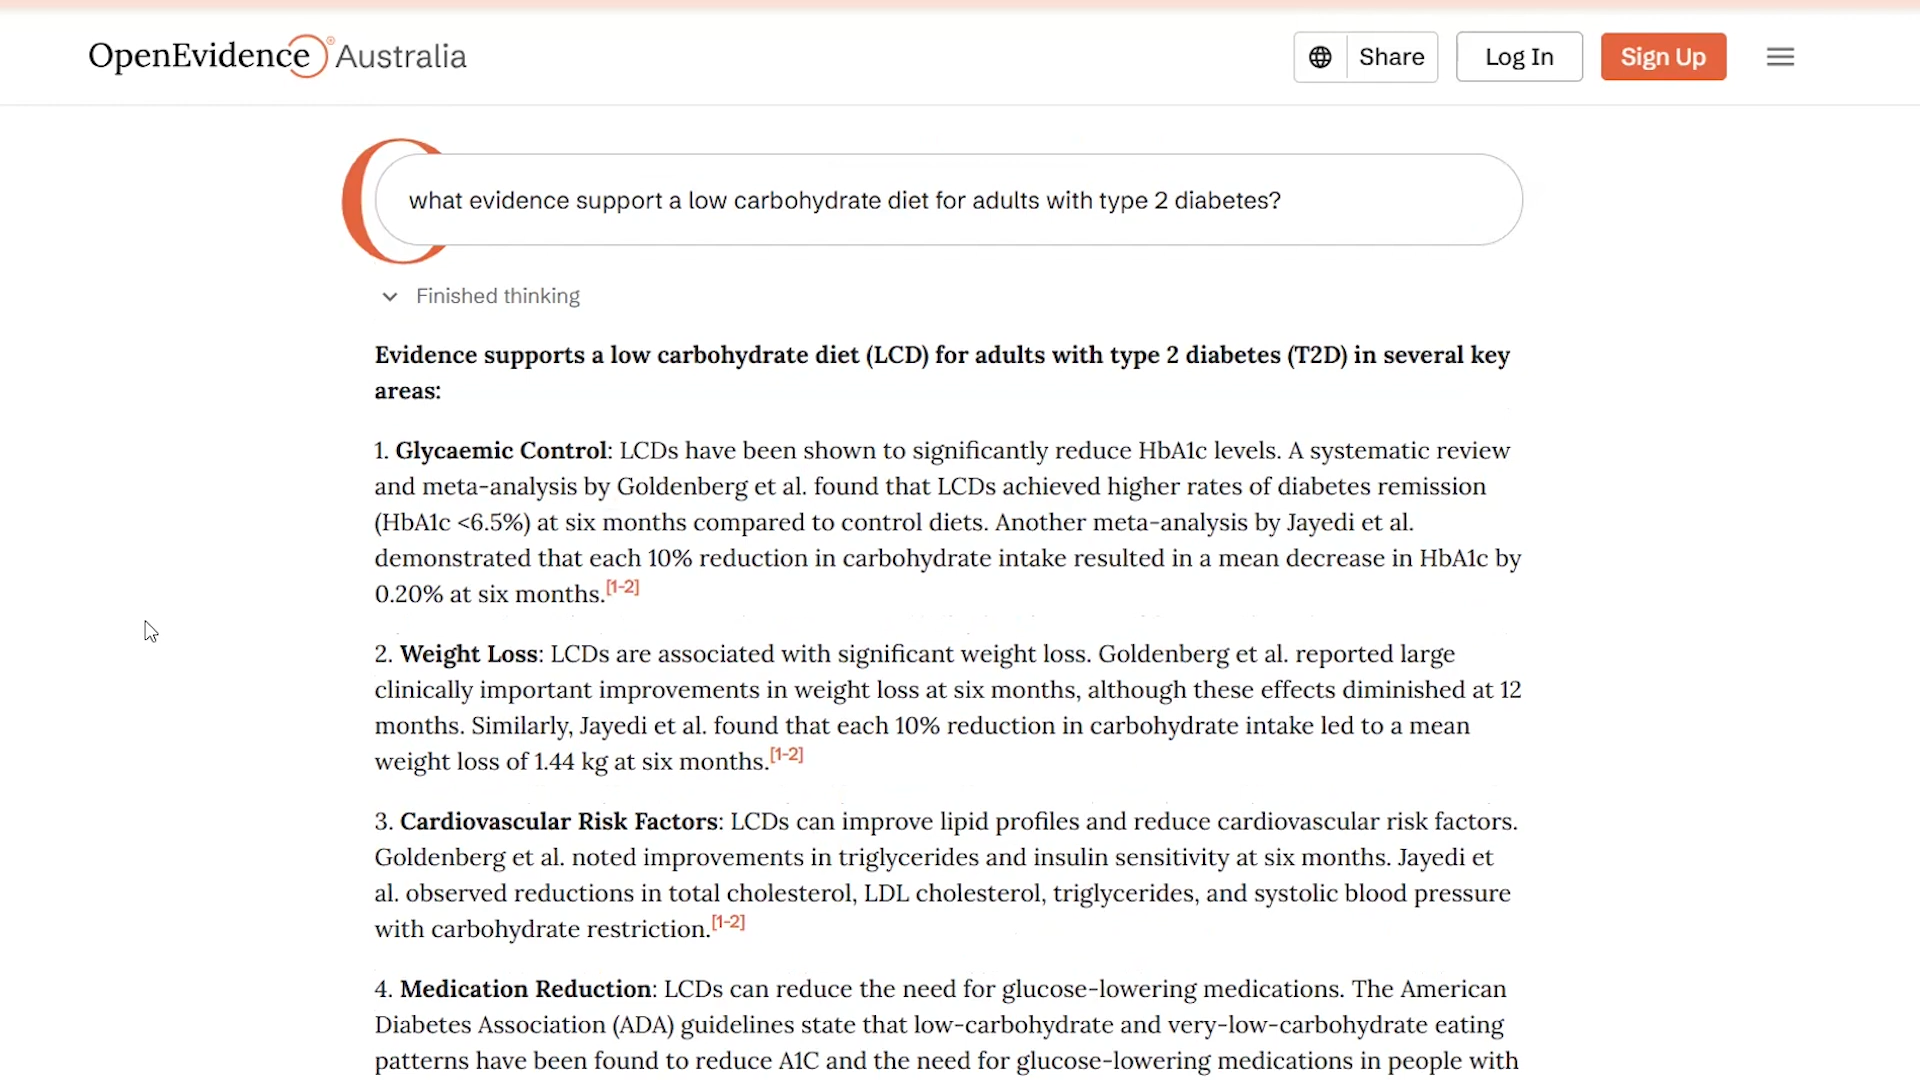 OpenEvidence® Australia
Share
Log In
Sign Up
what evidence support a low carbohydrate diet for adults with type 2 diabetes?
Finished thinking
Evidence supports a low carbohydrate diet (LCD) for adults with type 2 diabetes (T2D) in several key
areas:
1. Glycaemic Control: LCDs have been shown to significantly reduce HbA1c levels. A systematic review
and meta-analysis by Goldenberg et al. found that LCDs achieved higher rates of diabetes remission
(HbA1c <6.5%) at six months compared to control diets. Another meta-analysis by Jayedi et al.
demonstrated that each 10% reduction in carbohydrate intake resulted in a mean decrease in HbA1c by
0.20% at six months.[1-2]
2. Weight Loss: LCDs are associated with significant weight loss. Goldenberg et al. reported large
clinically important improvements in weight loss at six months, although these effects diminished at 12
months. Similarly, Jayedi et al. found that each 10% reduction in carbohydrate intake led to a mean
weight loss of 1.44 kg at six months.[1-2]
3. Cardiovascular Risk Factors: LCDs can improve lipid profiles and reduce cardiovascular risk factors.
Goldenberg et al. noted improvements in triglycerides and insulin sensitivity at six months. Jayedi et
al. observed reductions in total cholesterol, LDL cholesterol, triglycerides, and systolic blood pressure
with carbohydrate restriction.[1-2]
4. Medication Reduction: LCDs can reduce the need for glucose-lowering medications. The American
Diabetes Association (ADA) guidelines state that low-carbohydrate and very-low-carbohydrate eating
patterns have been found to reduce A1C and the need for glucose-lowering medications in people with